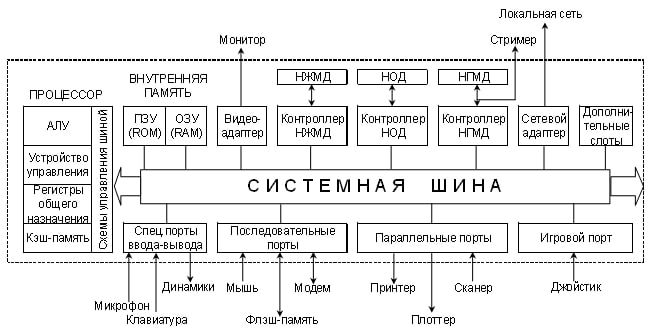 Локальная сеть
Монитор
Стример
ВНУТРЕННЯЯ
ПАМЯТЬ
НЖМД
НОД
НГМД
ПРОЦЕССОР
АЛУ
Устройство
управления
Регистры
общего
назначения
Кэш-память
Схемы управления шиной
ПЗУ
(ROM)
ОЗУ
(RAM)
Видео-
адаптер
Контроллер
НЖМД
Контроллер
НОД
Контроллер
НГМД
Сетевой
адаптер
Дополни-
тельные
слоты
СИСТЕМНАЯ ШИНА
Спец.порты
ввода-вывода
Последовательные
порты
Параллельные порты
Игровой порт
Микрофон
Клавиатура
Динамики
Мышь
Флэш-память
Модем
Принтер
Плоттер
Сканер
Джойстик